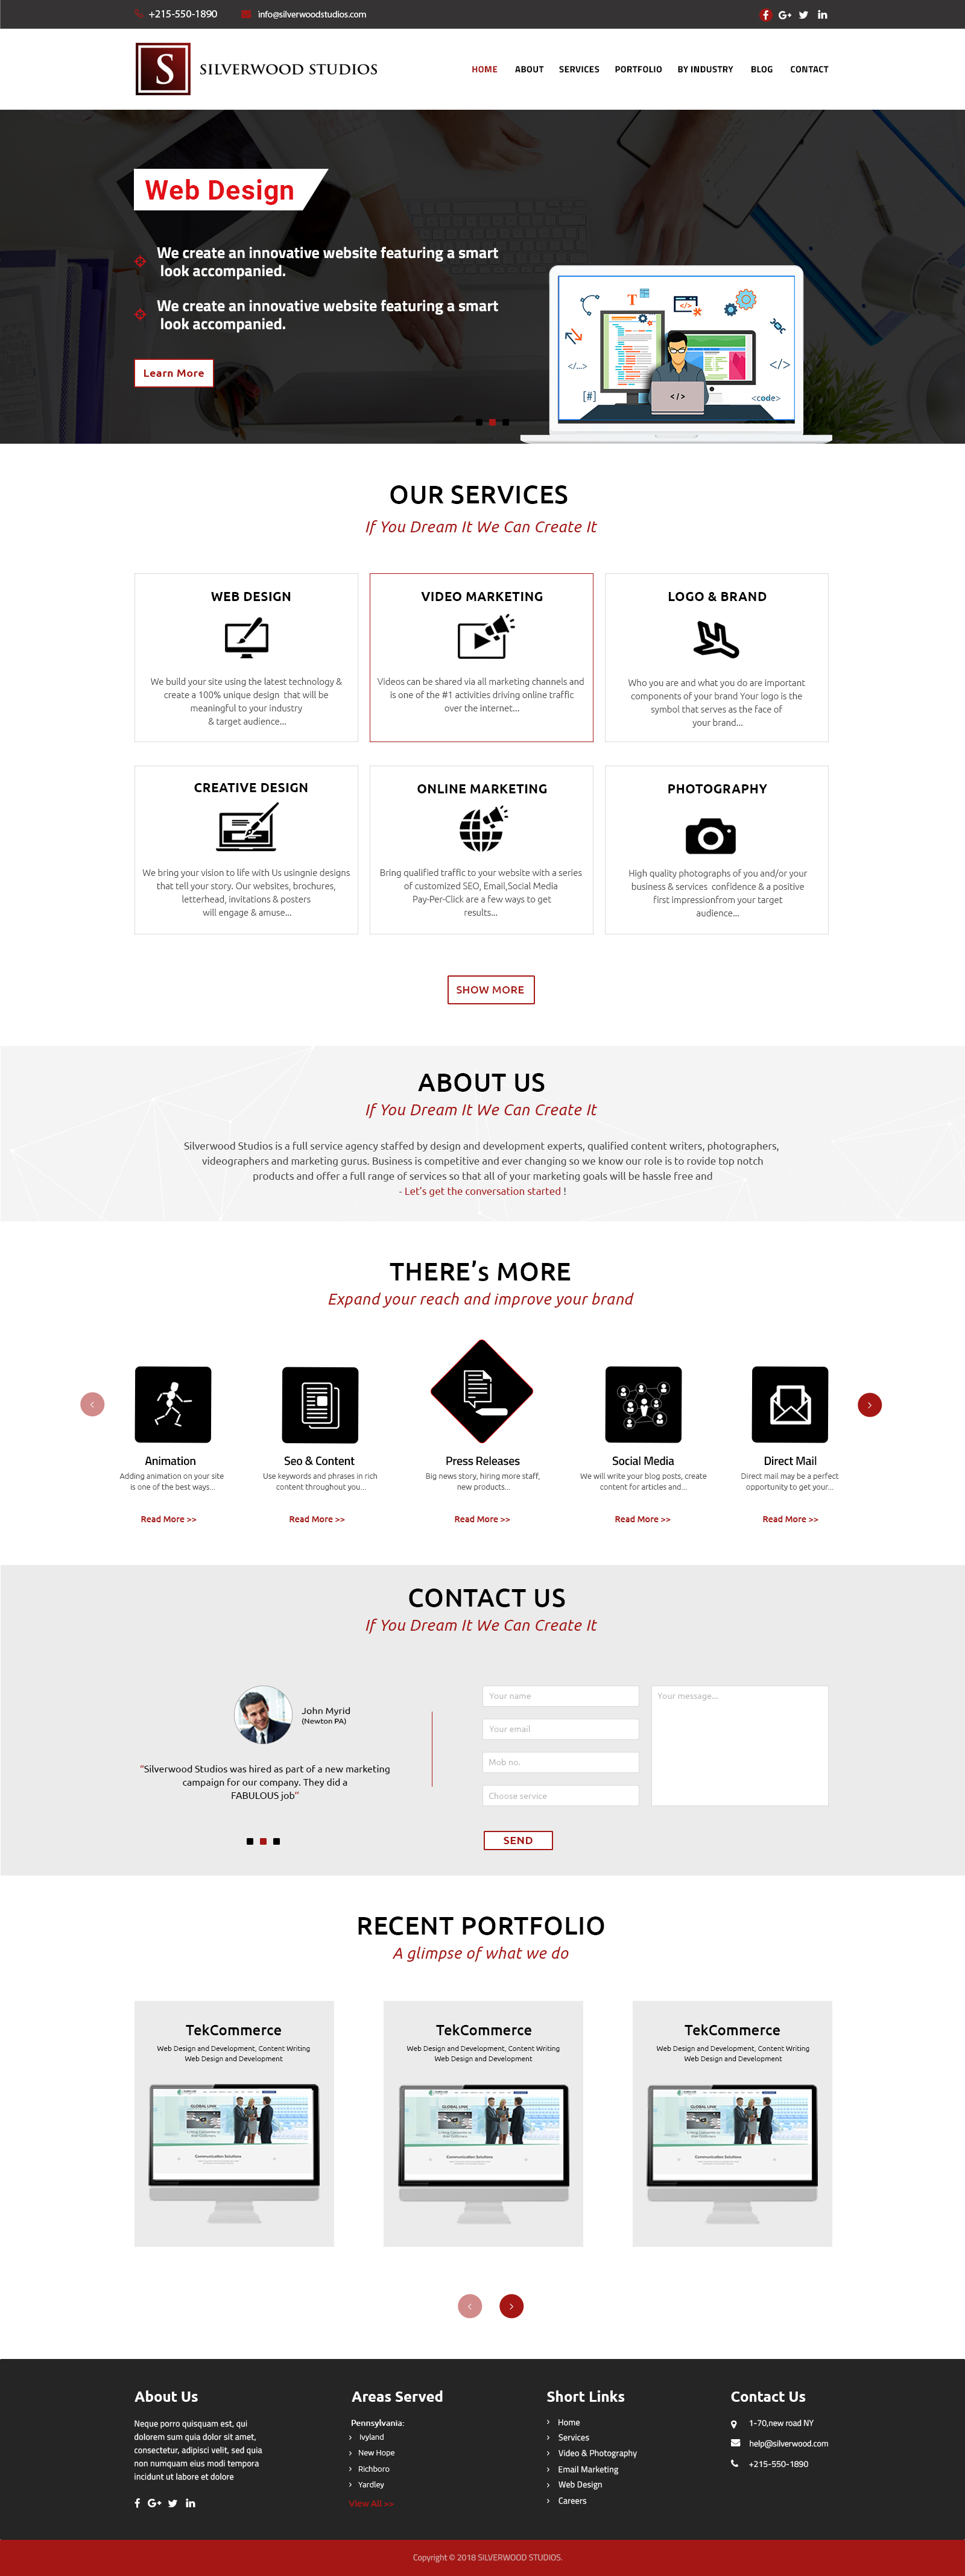 +215-550-1890
info@silverwoodstudios.com
S
SILVERWOOD STUDIOS
HOME ABOUT SERVICES PORTFOLIO BY INDUSTRY BLOG CONTACT
Web Design
We create an innovative website featuring a smart
look accompanied.
We create an innovative website featuring a smart
look accompanied.
Learn More
T
</>
<...>
</>
</>
[#]
<code>
OUR SERVICES
If You Dream It We Can Create It
WEB DESIGN
We build your site using the latest technology &
create a 100% unique design that will be
meaningful to your industry
& target audience...
VIDEO MARKETING
Videos can be shared via all marketing channels and
is one of the #1 activities driving online traffic
over the internet...
LOGO & BRAND
Who you are and what you do are important
components of your brand Your logo is the
symbol that serves as the face of
your brand...
CREATIVE DESIGN
We bring your vision to life with Us usingnie designs
that tell your story. Our websites, brochures,
letterhead, invitations & posters
will engage & amuse...
ONLINE MARKETING
Bring qualified traffic to your website with a series
of customized SEO, Email,Social Media
Pay-Per-Click are a few ways to get
results...
PHOTOGRAPHY
High quality photographs of you and/or your
business & services confidence & a positive
first impressionfrom your target
audience...
SHOW MORE
ABOUT US
If You Dream It We Can Create It
Silverwood Studios is a full service agency staffed by design and development experts, qualified content writers, photographers,
videographers and marketing gurus. Business is competitive and ever changing so we know our role is to rovide top notch
products and offer a full range of services so that all of your marketing goals will be hassle free and
- Let's get the conversation started !
THERE's MORE
Expand your reach and improve your brand
Animation
Adding animation on your site
is one of the best ways...
Read More >>
Seo & Content
Use keywords and phrases in rich
content throughout you...
Read More >>
Press Releases
Big news story, hiring more staff,
new products...
Read More >>
Social Media
We will write your blog posts, create
content for articles and...
Read More >>
Direct Mail
Direct mail may be a perfect
opportunity to get your...
Read More >>
CONTACT US
If You Dream It We Can Create It
John Myrid
(Newton PA)
"Silverwood Studios was hired as part of a new marketing
campaign for our company. They did a
FABULOUS job"
Your name
Your email
Mob no.
Choose service
Your message...
SEND
RECENT PORTFOLIO
A glimpse of what we do
TekCommerce
Web Design and Development, Content Writing
Web Design and Development
GLOBAL LINK
Communication Solutions
TekCommerce
Web Design and Development, Content Writing
Web Design and Development
GLOBAL LINK
Communication Solutions
TekCommerce
Web Design and Development, Content Writing
Web Design and Development
GLOBAL LINK
Communication Solutions
About Us
Neque porro quisquam est, qui
dolorem sum quia dolor sit amet,
consectetur, adipisci velit, sed quia
non numquam eius modi tempora
incidunt ut labore et dolore
Areas Served
Pennsylvania:
Ivyland
New Hope
Richboro
Yardley
View All >>
Short Links
Home
Services
Video & Photography
Email Marketing
Web Design
Careers
Contact Us
1-70,new road NY
help@silverwood.com
+215-550-1890
Copyright © 2018 SILVERWOOD STUDIOS.